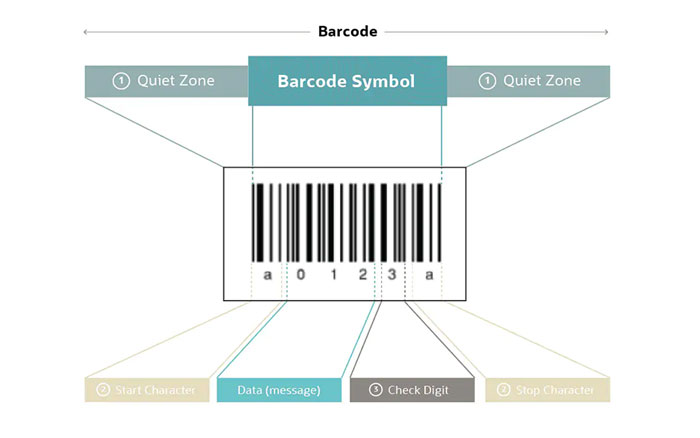 Barcode
① Quiet Zone
Barcode Symbol
① Quiet Zone
a 0 1 2 3 a
② Start Character
Data (message)
③ Check Digit
② Stop Character